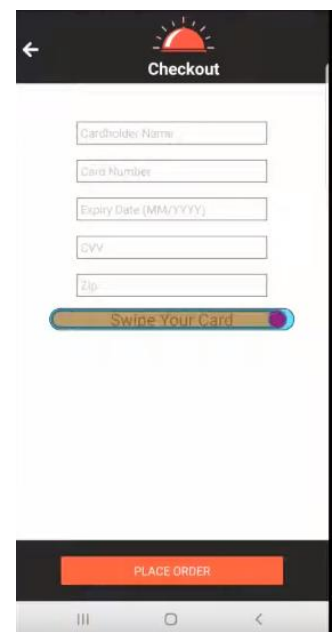 Checkout
Cardholder Name
Card Number
Expiry Date (MM/YYYY)
CVV
Zip
Swipe Your Card
PLACE ORDER